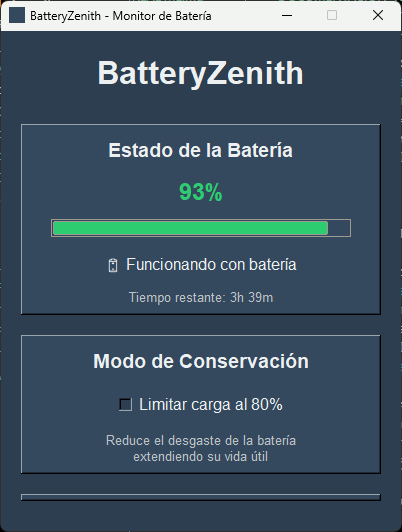 BatteryZenith - Monitor de Batería
BatteryZenith
Estado de la Batería
93%
Funcionando con batería
Tiempo restante: 3h 39m
Modo de Conservación
Limitar carga al 80%
Reduce el desgaste de la batería
extendiendo su vida útil